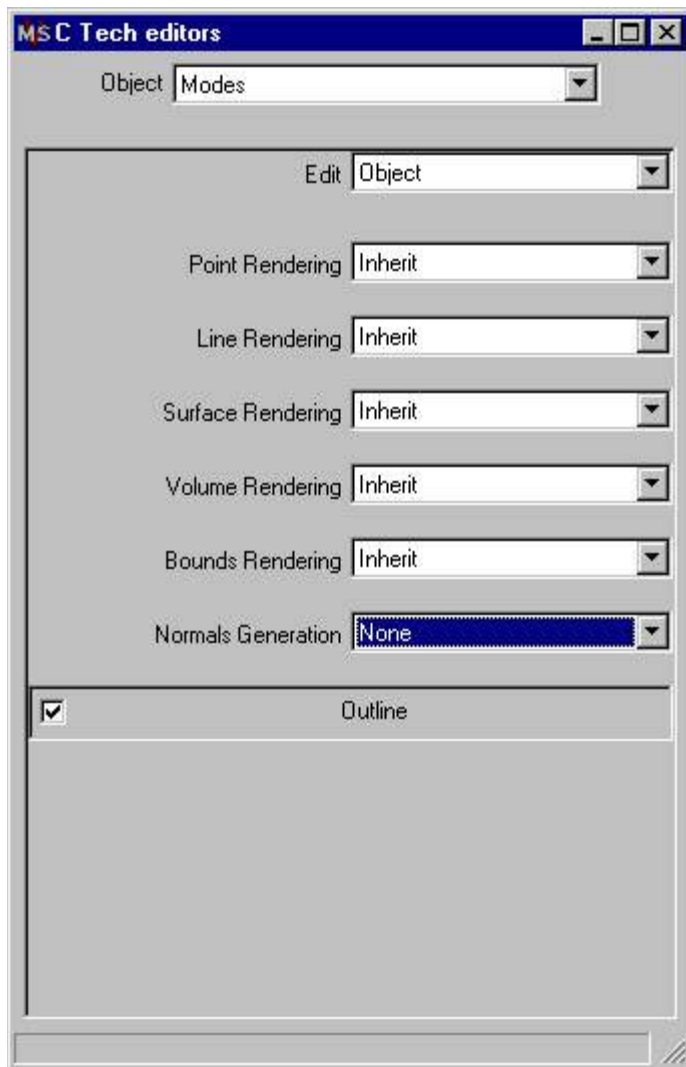 MS C Tech editors
Object Modes
Edit Object
Point Rendering Inherit
Line Rendering Inherit
Surface Rendering Inherit
Volume Rendering Inherit
Bounds Rendering Inherit
Normals Generation None
Outline